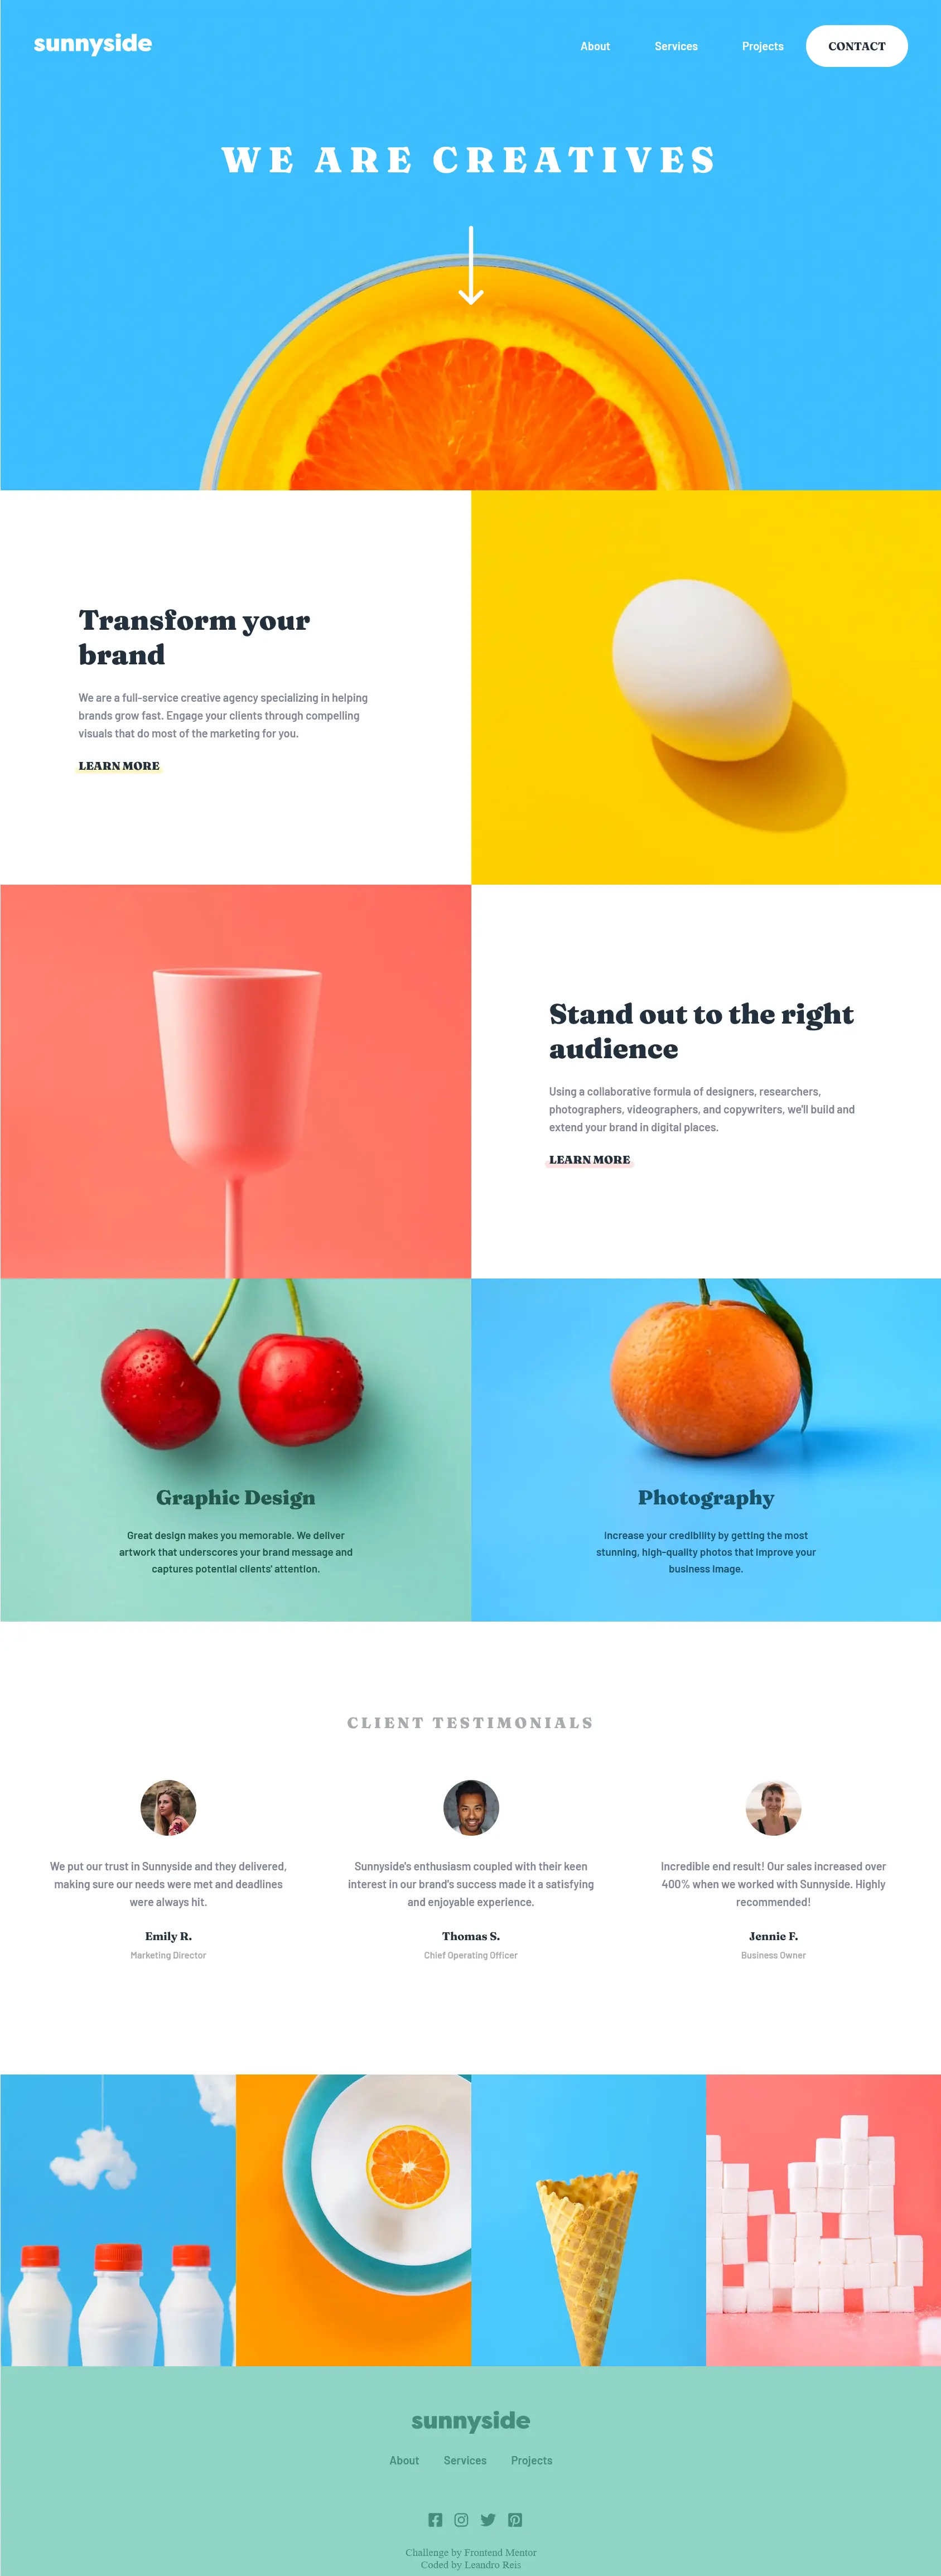 sunnyside
About Services Projects CONTACT
WE ARE CREATIVES
Transform your
brand
We are a full-service creative agency specializing in helping
brands grow fast. Engage your clients through compelling
visuals that do most of the marketing for you.
LEARN MORE
Stand out to the right
audience
Using a collaborative formula of designers, researchers,
photographers, videographers, and copywriters, we'll build and
extend your brand in digital places.
LEARN MORE
Graphic Design
Great design makes you memorable. We deliver
artwork that underscores your brand message and
captures potential clients' attention.
Photography
Increase your credibility by getting the most
stunning, high-quality photos that improve your
business image.
CLIENT TESTIMONIALS
We put our trust in Sunnyside and they delivered,
making sure our needs were met and deadlines
were always hit.
Emily R.
Marketing Director
Sunnyside's enthusiasm coupled with their keen
interest in our brand's success made it a satisfying
and enjoyable experience.
Thomas S.
Chief Operating Officer
Incredible end result! Our sales increased over
400% when we worked with Sunnyside. Highly
recommended!
Jennie F.
Business Owner
sunnyside
About Services Projects
Challenge by Frontend Mentor
Coded by Leandro Reis